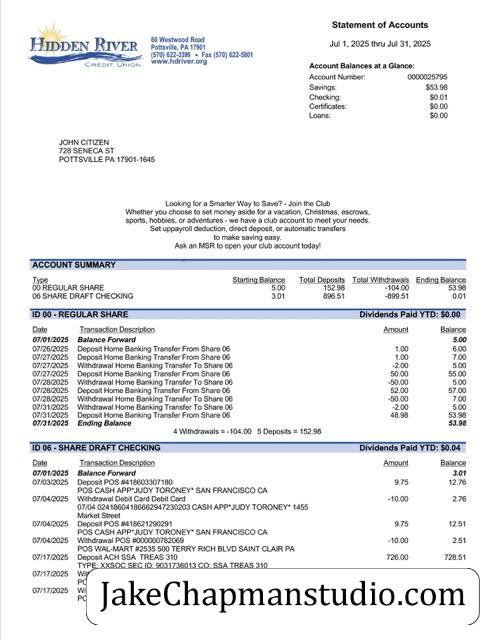 HIDDEN RIVER
CREDIT UNION
60 Westwood Road
Pottsville, PA 17901
(570) 622-3399 • Fax (570) 622-5801
www.hdriver.org
Statement of Accounts
Jul 1, 2025 thru Jul 31, 2025
Account Balances at a Glance:
Account Number: 0000025795
Savings: $53.98
Checking: $0.01
Certificates: $0.00
Loans: $0.00
JOHN CITIZEN
728 SENECA ST
POTTSVILLE PA 17901-1645
Looking for a Smarter Way to Save? - Join the Club
Whether you choose to set money aside for a vacation, Christmas, escrows,
sports, hobbies, or adventures - we have a club account to meet your needs.
Set uppayroll deduction, direct deposit, or automatic transfers
to make saving easy.
Ask an MSR to open your club account today!
ACCOUNT SUMMARY
Type Starting Balance Total Deposits Total Withdrawals Ending Balance
00 REGULAR SHARE 5.00 152.98 -104.00 53.98
06 SHARE DRAFT CHECKING 3.01 896.51 -899.51 0.01
ID 00 - REGULAR SHARE Dividends Paid YTD: $0.00
Date Transaction Description Amount Balance
07/01/2025 Balance Forward 5.00
07/26/2025 Deposit Home Banking Transfer From Share 06 1.00 6.00
07/27/2025 Deposit Home Banking Transfer From Share 06 1.00 7.00
07/27/2025 Withdrawal Home Banking Transfer To Share 06 -2.00 5.00
07/27/2025 Deposit Home Banking Transfer From Share 06 50.00 55.00
07/28/2025 Withdrawal Home Banking Transfer To Share 06 -50.00 5.00
07/28/2025 Deposit Home Banking Transfer From Share 06 52.00 57.00
07/28/2025 Withdrawal Home Banking Transfer To Share 06 -50.00 7.00
07/31/2025 Withdrawal Home Banking Transfer To Share 06 -2.00 5.00
07/31/2025 Deposit Home Banking Transfer From Share 06 48.98 53.98
07/31/2025 Ending Balance 53.98
4 Withdrawals = -104.00 5 Deposits = 152.98
ID 06 - SHARE DRAFT CHECKING Dividends Paid YTD: $0.04
Date Transaction Description Amount Balance
07/01/2025 Balance Forward 3.01
07/03/2025 Deposit POS #418603307180 9.75 12.76
POS CASH APP*JUDY TORONEY* SAN FRANCISCO CA
07/04/2025 Withdrawal Debit Card Debit Card -10.00 2.76
07/04 024186041866629472302​03 CASH APP*JUDY TORONEY* 1455
Market Street
07/04/2025 Deposit POS #418621290291 9.75 12.51
POS CASH APP*JUDY TORONEY* SAN FRANCISCO CA
07/04/2025 Withdrawal POS #000000782069 -10.00 2.51
POS WAL-MART #2535 500 TERRY RICH BLVD SAINT CLAIR PA
07/17/2025 Deposit ACH SSA TREAS 310 726.00 728.51
TYPE: XXSOC SEC ID: 9031736013 CO: SSA TREAS 310
07/17/2025
07/17/2025
JakeChapmanstudio.com